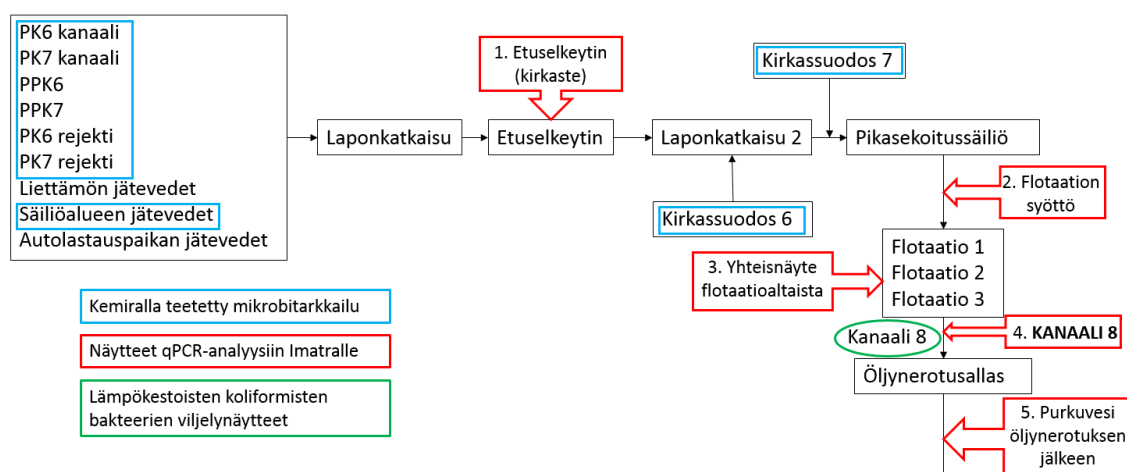 PK6 kanaali
PK7 kanaali
PPK6
PPK7
PK6 rejekti
PK7 rejekti
Liettämön jätevedet
Säiliöalueen jätevedet
Autolastauspaikan jätevedet
Laponkatkaisu
1. Etuselkeytin
(kirkaste)
Etuselkeytin
Laponkatkaisu 2
Kirkassuodos 7
Kirkassuodos 6
Pikasekoitussäiliö
2. Flotaation
syöttö
3. Yhteisnäyte
flotaatioaltaista
Flotaatio 1
Flotaatio 2
Flotaatio 3
Kanaali 8
4. KANAALI 8
Öljynerotusallas
5. Purkuvesi
öljynerotuksen
jälkeen
Kemiralla teetetty mikrobitarkkailu
Näytteet qPCR-analyysiin Imatralle
Lämpökestoisten koliformisten
bakteerien viljelynäytteet